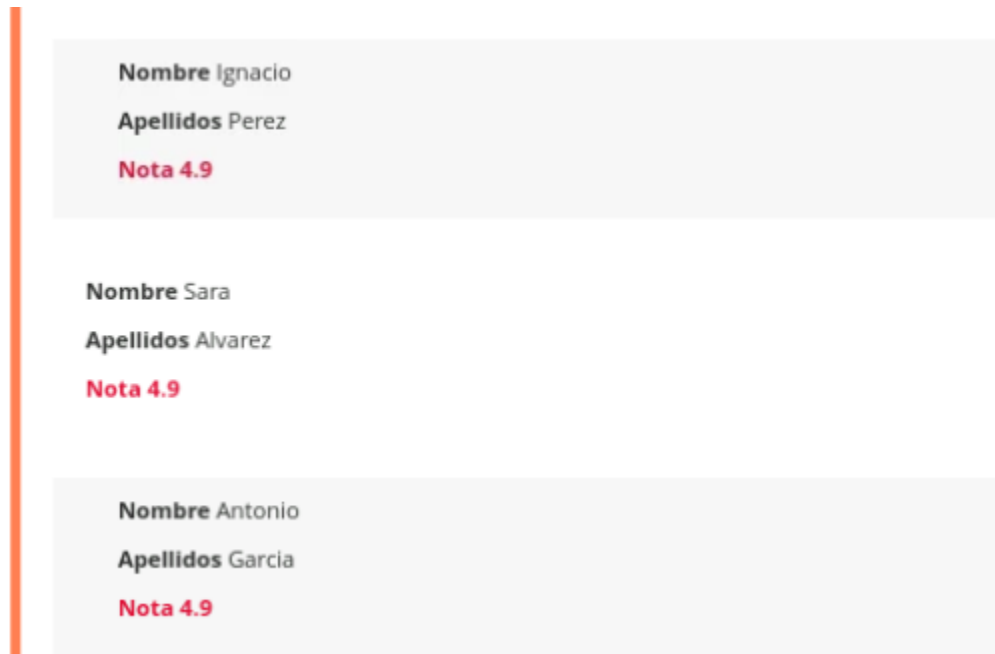 Nombre Ignacio
Apellidos Perez
Nota 4.9
Nombre Sara
Apellidos Alvarez
Nota 4.9
Nombre Antonio
Apellidos Garcia
Nota 4.9